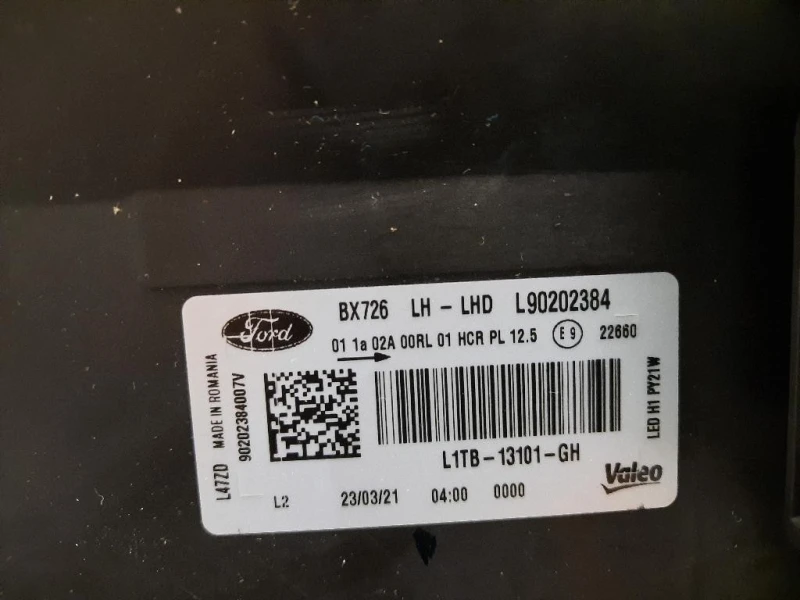 Ford BX726 LH - LHD L90202384
01 1a 02A 00RL 01 HCR PL 12.5 E9 22660
L47ZD MADE IN ROMANIA
90202384007V
LED H1 PY21W
L1TB-13101-GH
Valeo
L2 23/03/21 04:00 0000